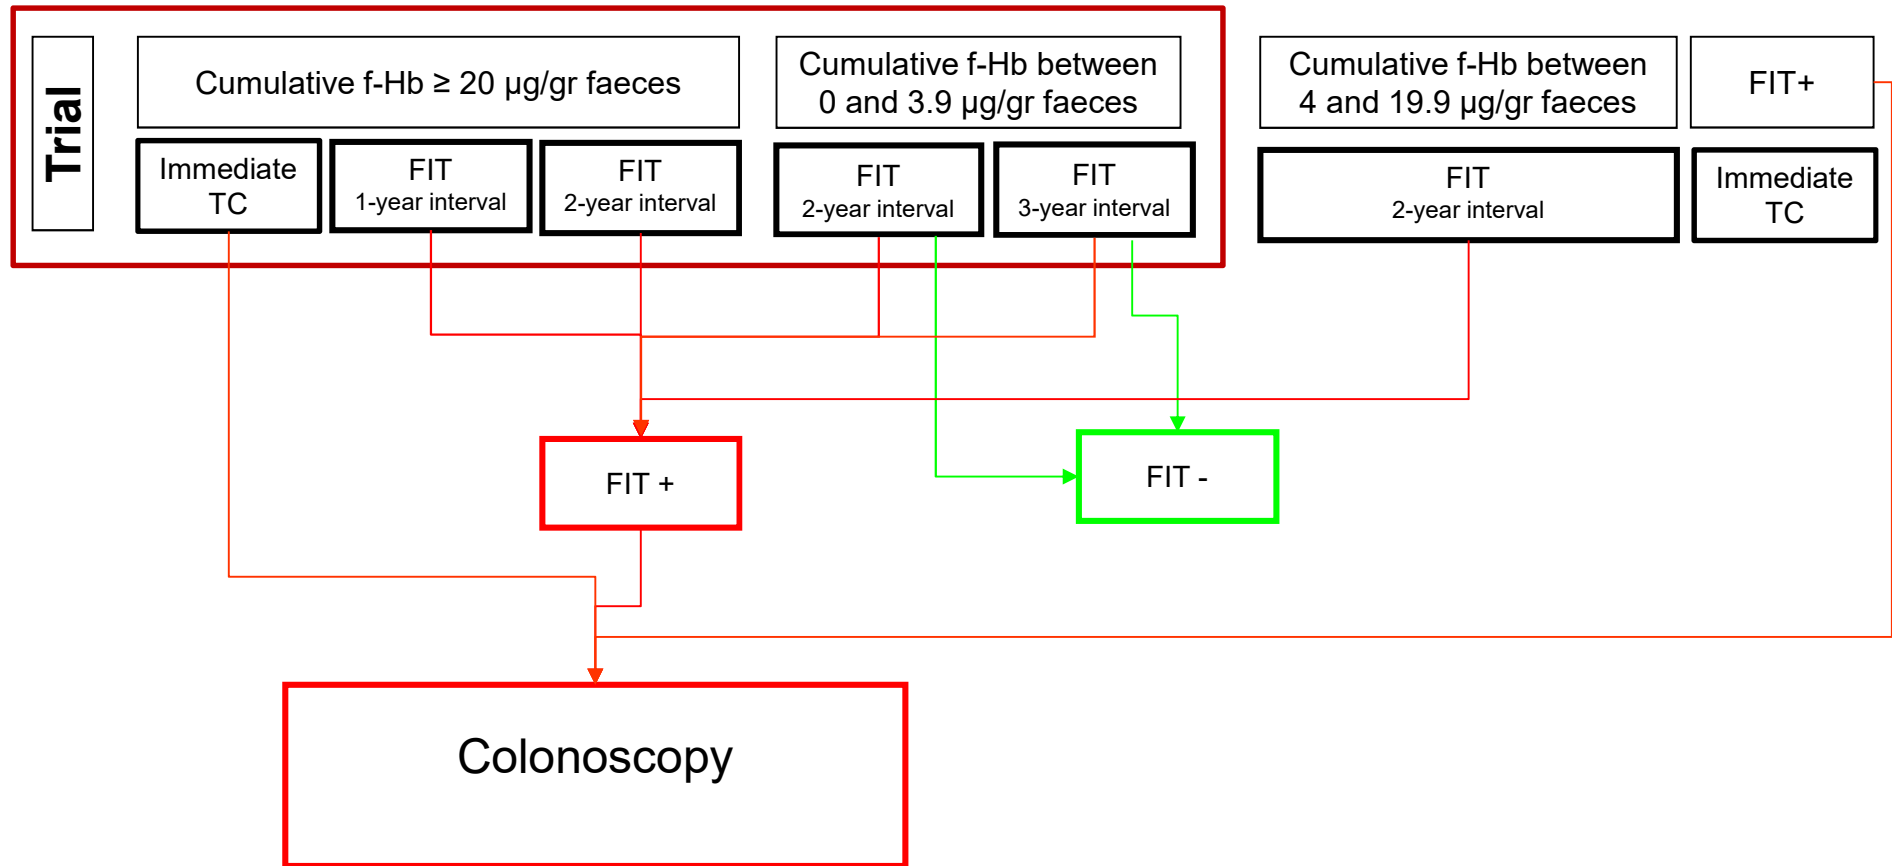 Trial
Cumulative f-Hb ≥ 20 µg/gr faeces
Cumulative f-Hb between
0 and 3.9 µg/gr faeces
Cumulative f-Hb between
4 and 19.9 µg/gr faeces
FIT+
Immediate
TC
FIT
1-year interval
FIT
2-year interval
FIT
2-year interval
FIT
3-year interval
FIT
2-year interval
Immediate
TC
FIT +
FIT -
Colonoscopy